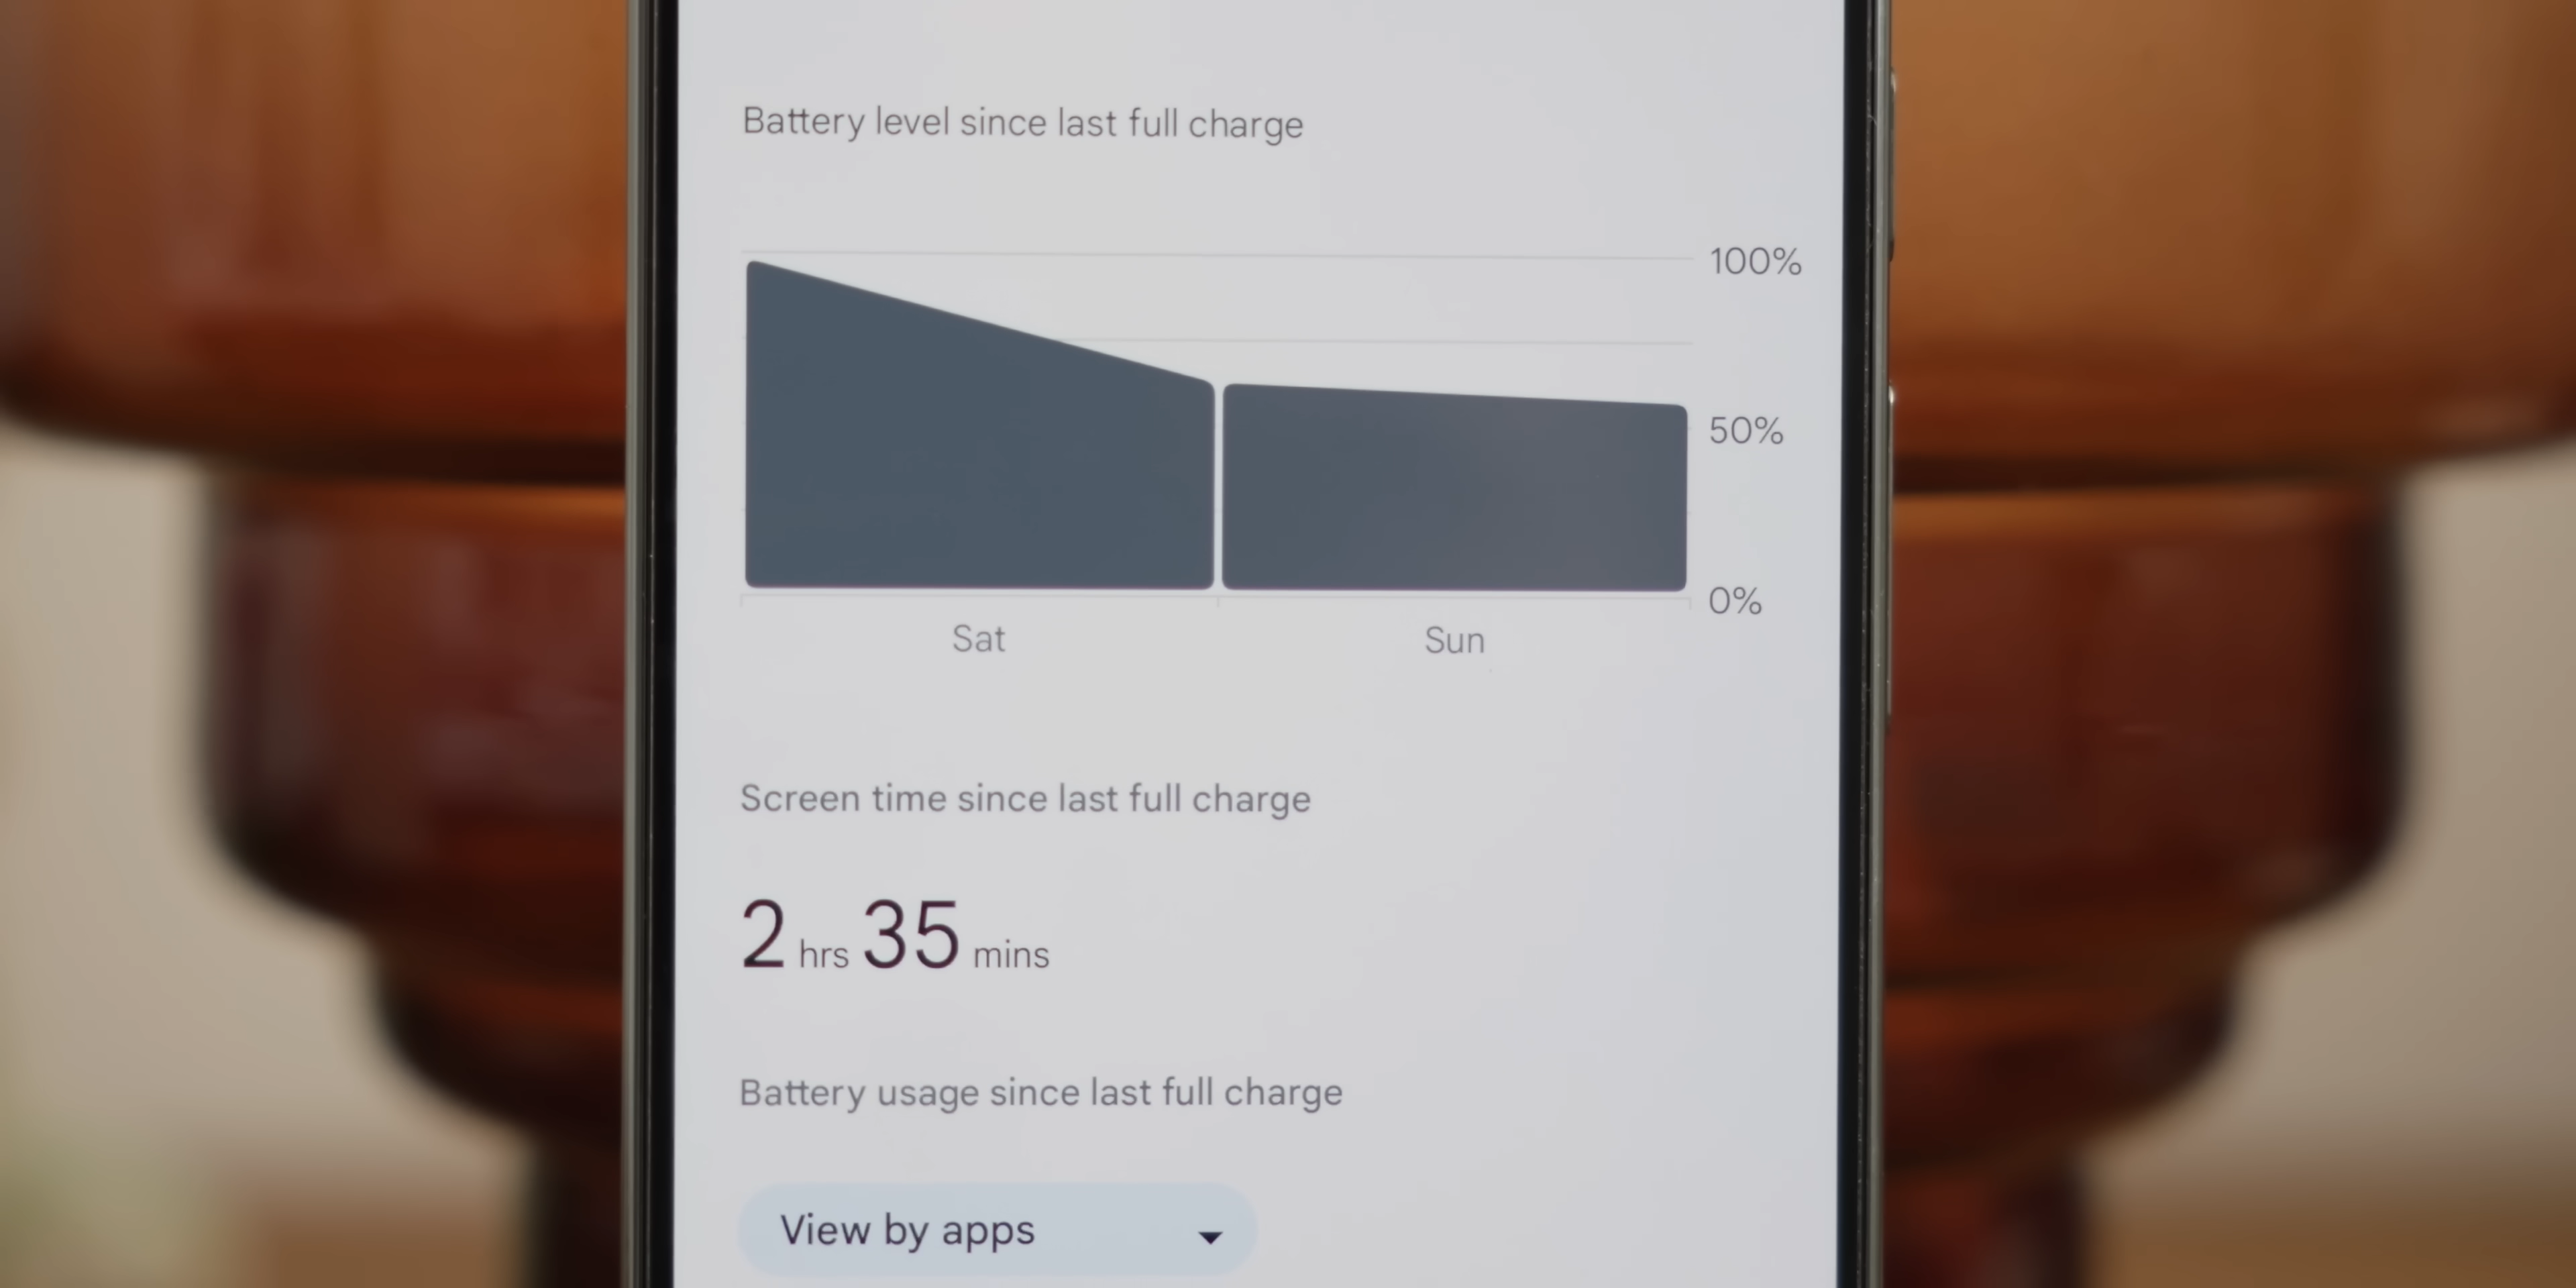 Battery level since last full charge
100%
50%
0%
Sat Sun
Screen time since last full charge
2 hrs 35 mins
Battery usage since last full charge
View by apps